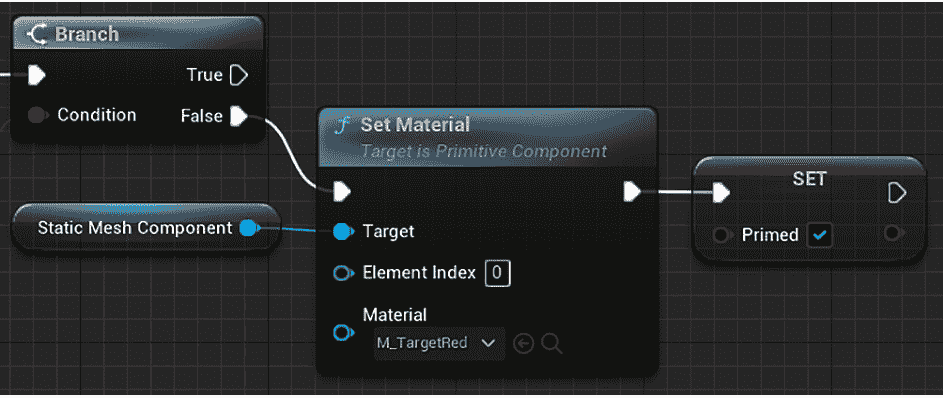 Branch
True
Condition
False
Set Material
Target is Primitive Component
SET
Static Mesh Component
Target
Primed
Element Index 0
Material
M_TargetRed